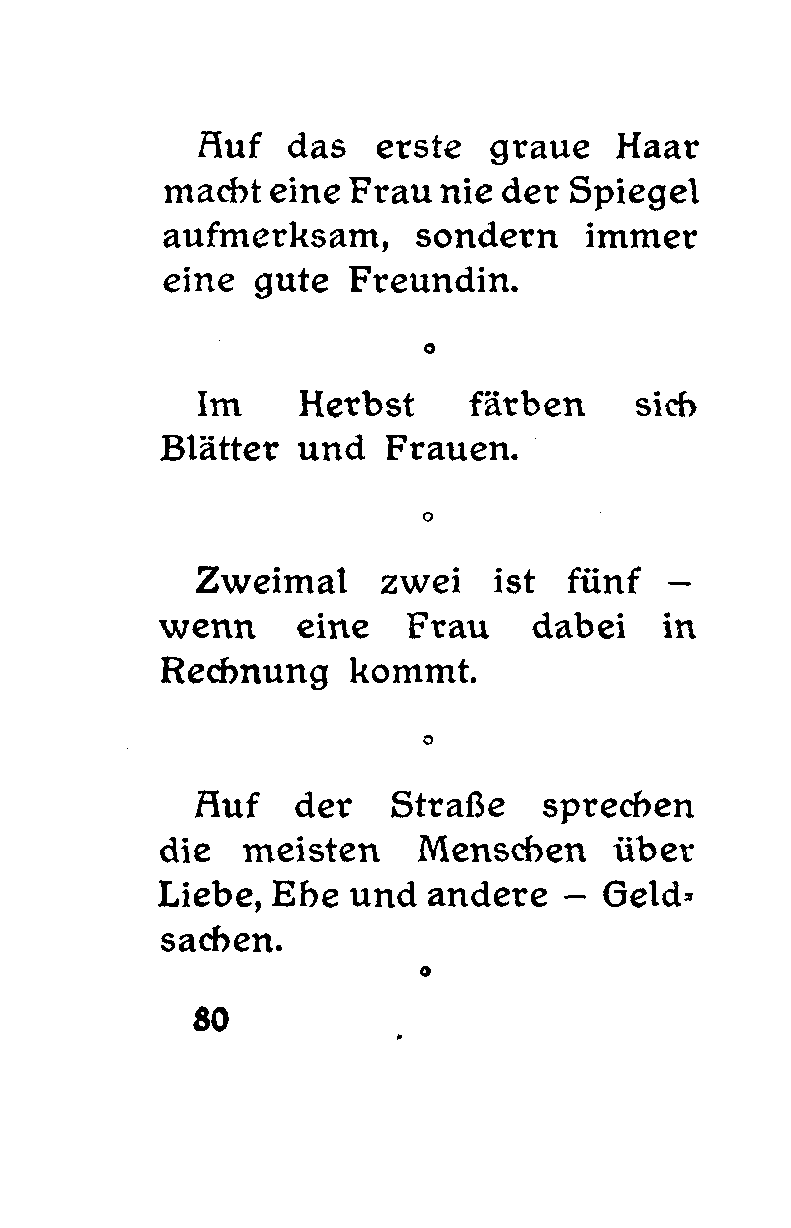 Auf das erste graue Haar
macht eine Frau nie der Spiegel
aufmerksam, sondern immer
eine gute Freundin.
Im Herbst färben sich
Blätter und Frauen.
Zweimal zwei ist fünf –
wenn eine Frau dabei in
Rechnung kommt.
Auf der Straße sprechen
die meisten Menschen über
Liebe, Ehe und andere – Geld-
sachen.
80